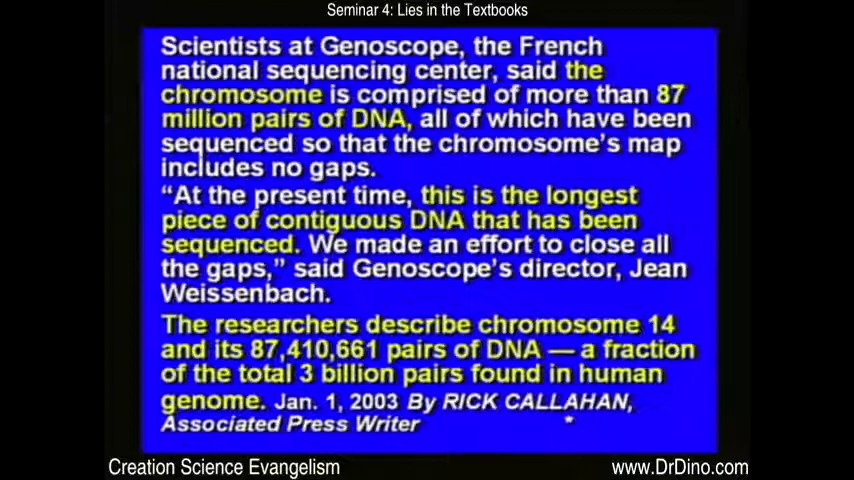 Seminar 4: Lies in the Textbooks
Scientists at Genoscope, the French
national sequencing center, said the
chromosome is comprised of more than 87
million pairs of DNA, all of which have been
sequenced so that the chromosome's map
includes no gaps.
"At the present time, this is the longest
piece of contiguous DNA that has been
sequenced. We made an effort to close all
the gaps," said Genoscope's director, Jean
Weissenbach.
The researchers describe chromosome 14
and its 87,410,661 pairs of DNA — a fraction
of the total 3 billion pairs found in human
genome. Jan. 1, 2003 By RICK CALLAHAN,
Associated Press Writer *
Creation Science Evangelism www.DrDino.com